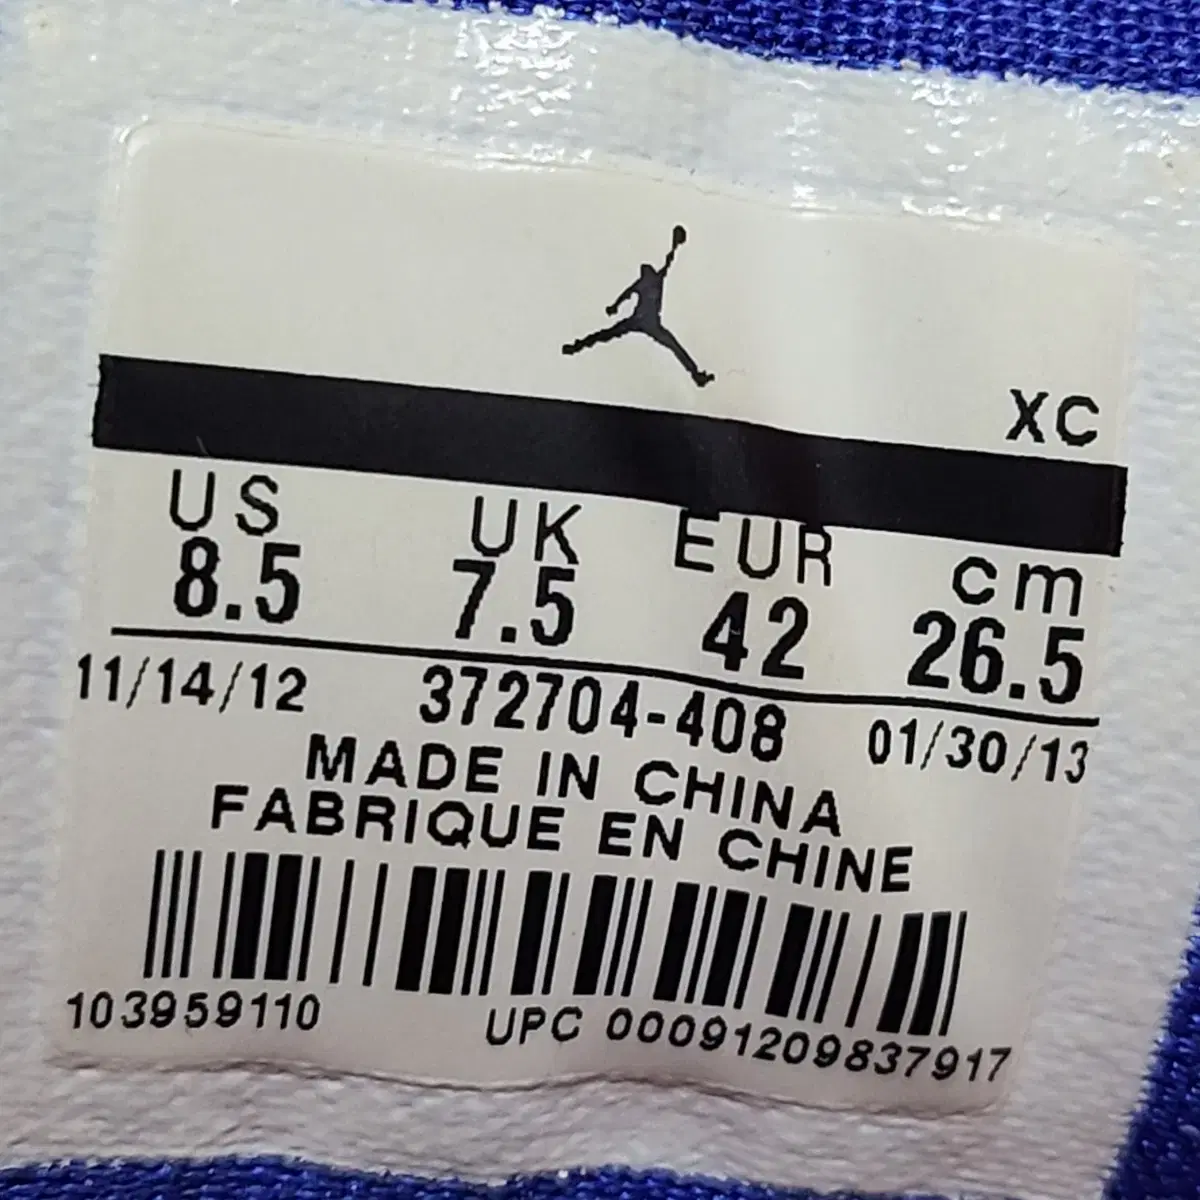 XC
US UK EUR cm
8.5 7.5 42 26.5
11/14/12 372704-408 01/30/13
MADE IN CHINA
FABRIQUE EN CHINE
103959110 UPC 00091209837917